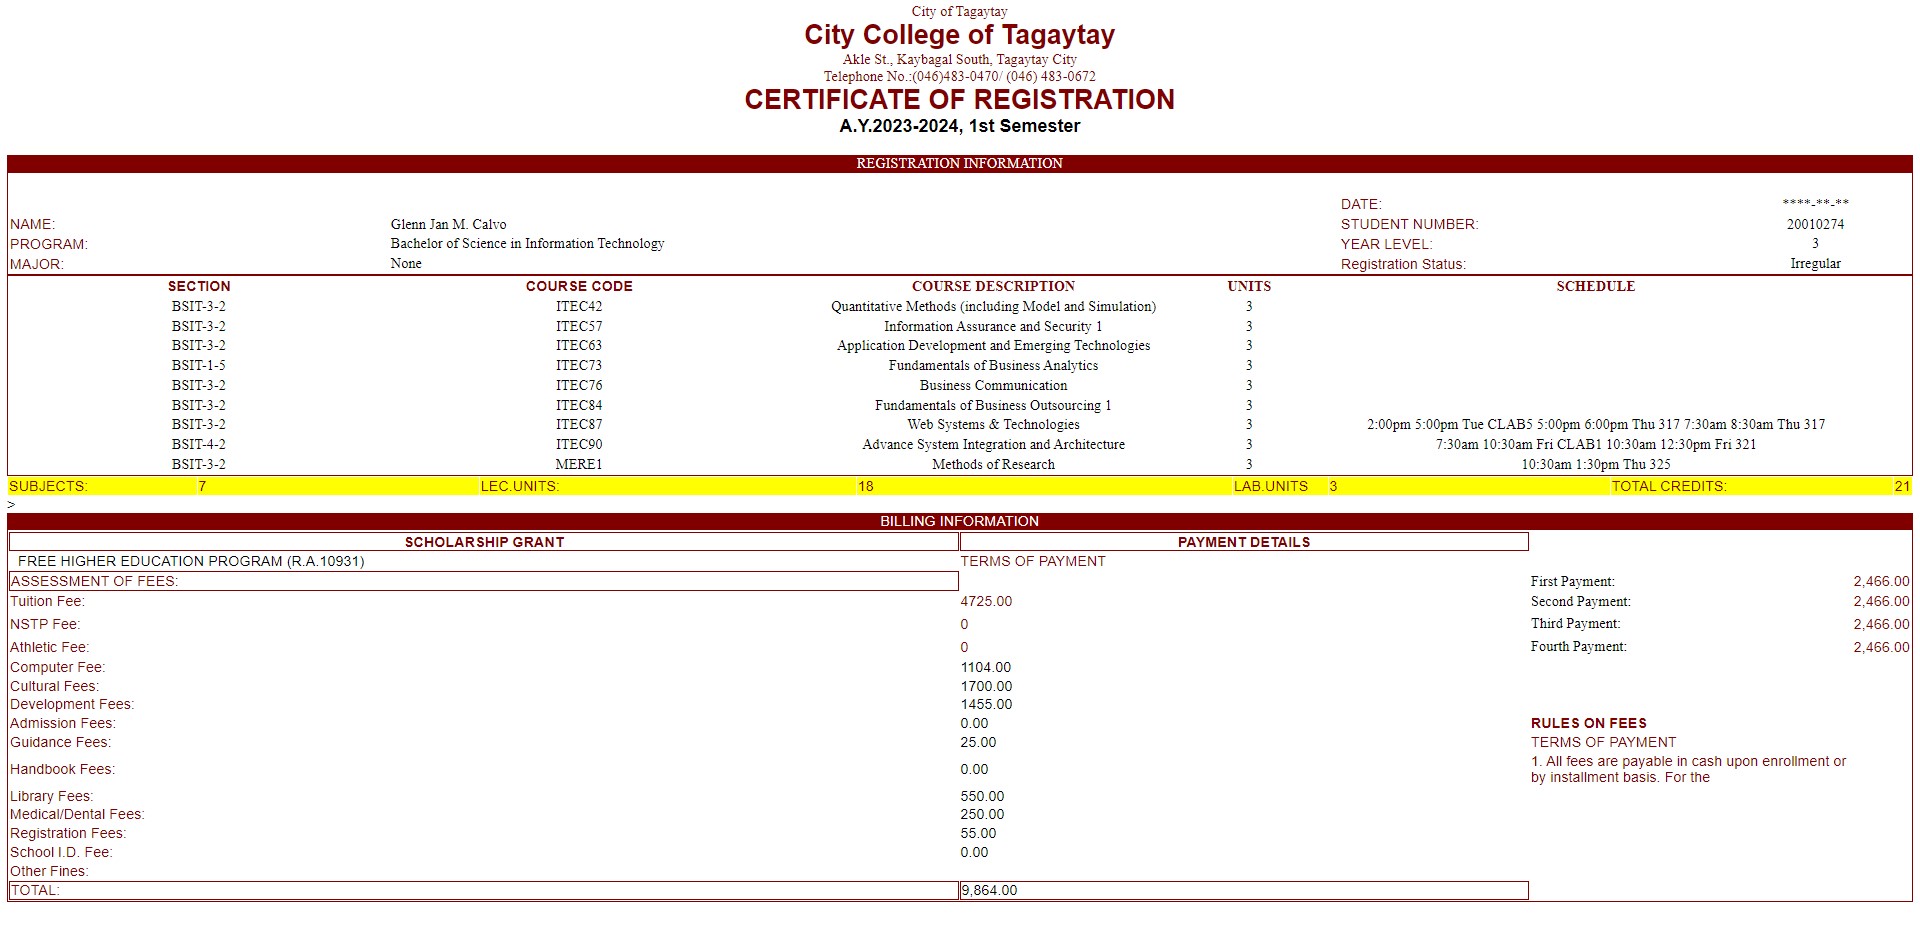 City of Tagaytay
City College of Tagaytay
Akle St., Kaybagal South, Tagaytay City
Telephone No.:(046)483-0470/ (046) 483-0672
CERTIFICATE OF REGISTRATION
A.Y.2023-2024, 1st Semester
REGISTRATION INFORMATION
DATE: ****-**-**
NAME: Glenn Jan M. Calvo STUDENT NUMBER: 20010274
PROGRAM: Bachelor of Science in Information Technology YEAR LEVEL: 3
MAJOR: None Registration Status: Irregular
SECTION COURSE CODE COURSE DESCRIPTION UNITS SCHEDULE
BSIT-3-2 ITEC42 Quantitative Methods (including Model and Simulation) 3
BSIT-3-2 ITEC57 Information Assurance and Security 1 3
BSIT-3-2 ITEC63 Application Development and Emerging Technologies 3
BSIT-1-5 ITEC73 Fundamentals of Business Analytics 3
BSIT-3-2 ITEC76 Business Communication 3
BSIT-3-2 ITEC84 Fundamentals of Business Outsourcing 1 3
BSIT-3-2 ITEC87 Web Systems & Technologies 3 2:00pm 5:00pm Tue CLAB5 5:00pm 6:00pm Thu 317 7:30am 8:30am Thu 317
BSIT-4-2 ITEC90 Advance System Integration and Architecture 3 7:30am 10:30am Fri CLAB1 10:30am 12:30pm Fri 321
BSIT-3-2 MERE1 Methods of Research 3 10:30am 1:30pm Thu 325
SUBJECTS: 7 LEC.UNITS: 18 LAB.UNITS 3 TOTAL CREDITS: 21
>
BILLING INFORMATION
SCHOLARSHIP GRANT PAYMENT DETAILS
FREE HIGHER EDUCATION PROGRAM (R.A.10931) TERMS OF PAYMENT
ASSESSMENT OF FEES: First Payment: 2,466.00
Tuition Fee: 4725.00 Second Payment: 2,466.00
NSTP Fee: 0 Third Payment: 2,466.00
Athletic Fee: 0 Fourth Payment: 2,466.00
Computer Fee: 1104.00
Cultural Fees: 1700.00
Development Fees: 1455.00
Admission Fees: 0.00 RULES ON FEES
Guidance Fees: 25.00 TERMS OF PAYMENT
Handbook Fees: 0.00 1. All fees are payable in cash upon enrollment or
by installment basis. For the
Library Fees: 550.00
Medical/Dental Fees: 250.00
Registration Fees: 55.00
School I.D. Fee: 0.00
Other Fines:
TOTAL: 9,864.00